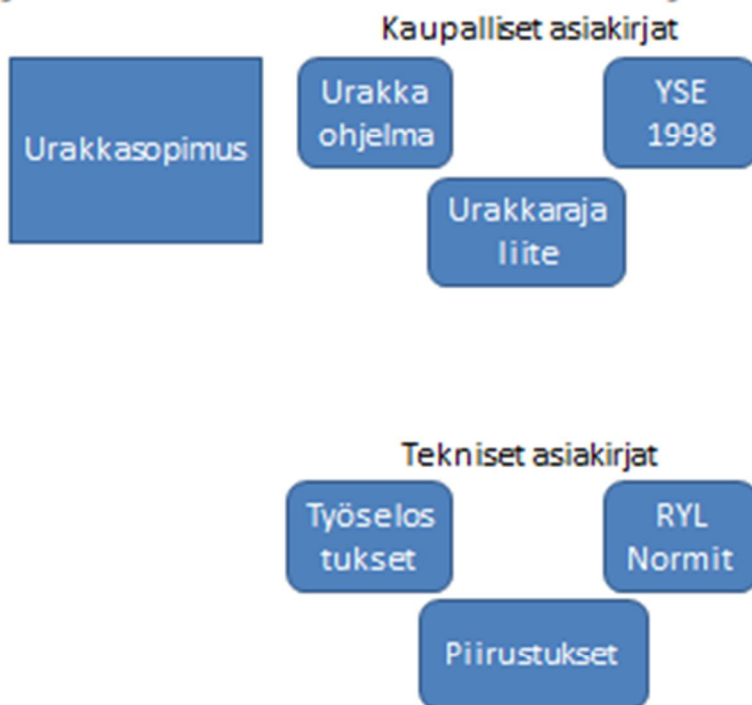 Kaupalliset asiakirjat
Urakkasopimus
Urakka
ohjelma
YSE
1998
Urakkaraja
liite
Tekniset asiakirjat
Työselos
tukset
RYL
Normit
Piirustukset